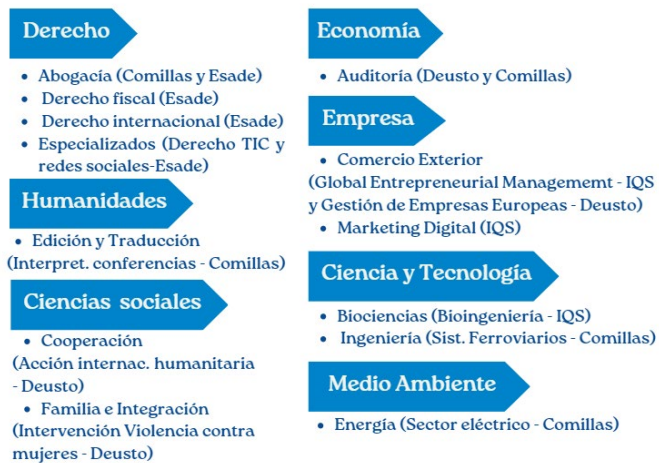 Derecho
• Abogacía (Comillas y Esade)
• Derecho fiscal (Esade)
• Derecho internacional (Esade)
• Especializados (Derecho TIC y
redes sociales-Esade)
Humanidades
• Edición y Traducción
(Interpret. conferencias - Comillas)
Ciencias sociales
• Cooperación
(Acción internac. humanitaria
- Deusto)
• Familia e Integración
(Intervención Violencia contra
mujeres - Deusto)
Economía
• Auditoría (Deusto y Comillas)
Empresa
• Comercio Exterior
(Global Entrepreneurial Managememt - IQS
y Gestión de Empresas Europeas - Deusto)
• Marketing Digital (IQS)
Ciencia y Tecnología
• Biociencias (Bioingeniería - IQS)
• Ingeniería (Sist. Ferroviarios - Comillas)
Medio Ambiente
• Energía (Sector eléctrico - Comillas)